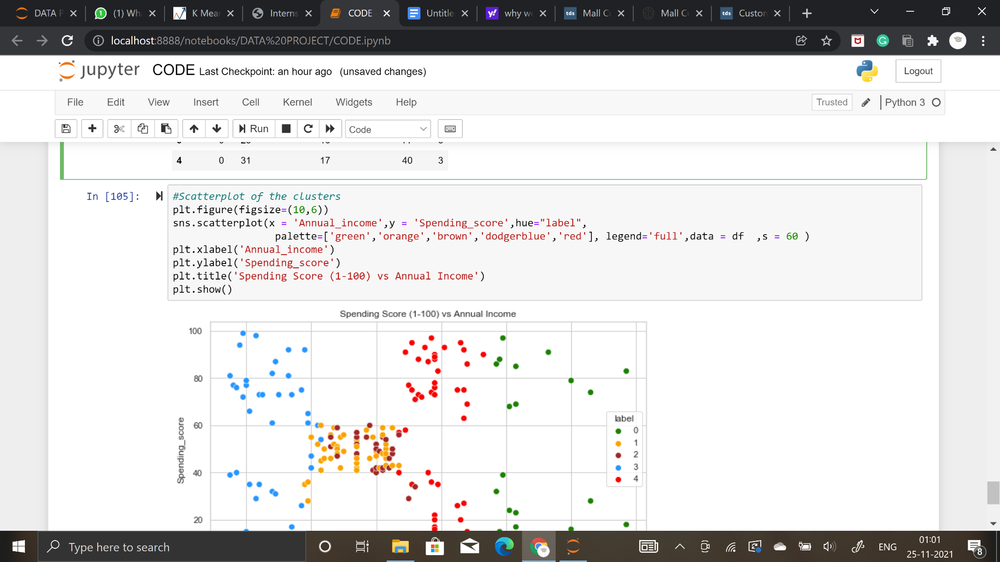 DATA P
(1) Wh
K Mea
Interns
CODE
Untitle
why we
tds Mall Cu
Mall Cu
tds Custon
localhost:8888/notebooks/DATA%20PROJECT/CODE.ipynb
jupyter CODE Last Checkpoint: an hour ago (unsaved changes)
Logout
File Edit View Insert Cell Kernel Widgets Help
Trusted Python 3
Run Code
4 0 31 17 40 3
In [105]:
#Scatterplot of the clusters
plt.figure(figsize=(10,6))
sns.scatterplot(x = 'Annual_income',y = 'Spending_score',hue="label",
palette=['green','orange','brown','dodgerblue','red'], legend='full',data = df ,s = 60 )
plt.xlabel('Annual_income')
plt.ylabel('Spending_score')
plt.title('Spending Score (1-100) vs Annual Income')
plt.show()
Spending Score (1-100) vs Annual Income
100
80
60
40
20
Spending_score
label
0
1
2
3
4
Type here to search
ENG
01:01
25-11-2021
8